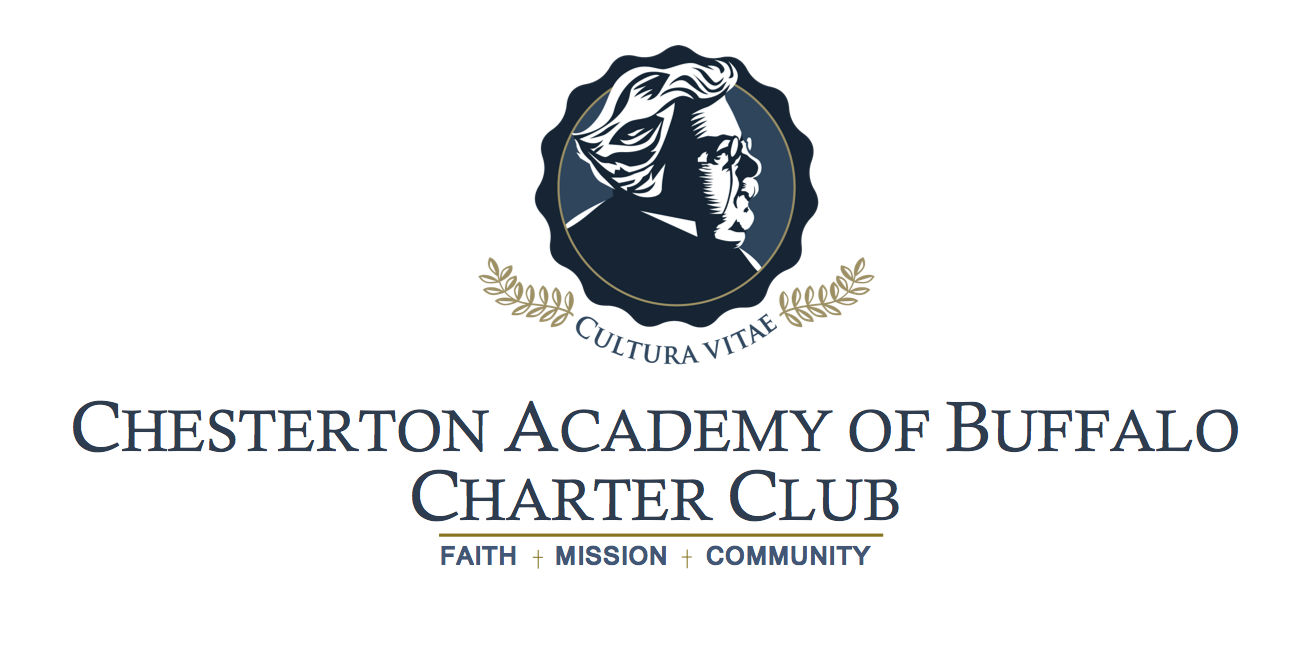 CULTURA VITAE
CHESTERTON ACADEMY OF BUFFALO
CHARTER CLUB
FAITH † MISSION † COMMUNITY